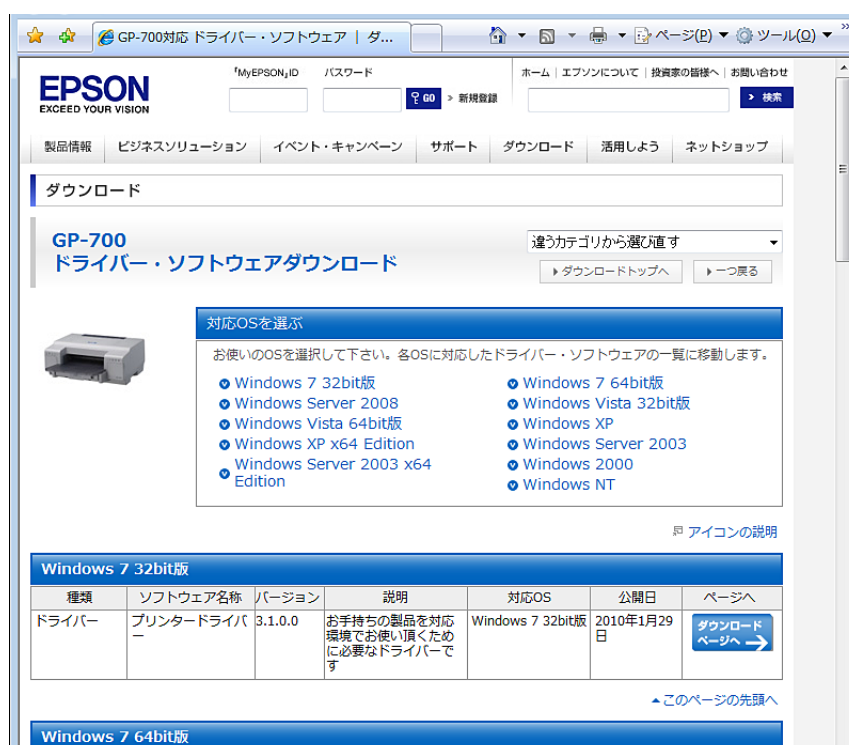 GP-700対応 ドライバー・ソフトウェア | ダ...
ページ(P) ▼ ツール(O) ▼ »
EPSON
EXCEED YOUR VISION
「MyEPSON」ID パスワード
GO > 新規登録
ホーム | エプソンについて | 投資家の皆様へ | お問い合わせ
> 検索
製品情報 ビジネスソリューション イベント・キャンペーン サポート ダウンロード 活用しよう ネットショップ
ダウンロード
GP-700
ドライバー・ソフトウェアダウンロード
違うカテゴリから選び直す
ダウンロードトップへ 一つ戻る
対応OSを選ぶ
お使いのOSを選択して下さい。各OSに対応したドライバー・ソフトウェアの一覧に移動します。
Windows 7 32bit版 Windows 7 64bit版
Windows Server 2008 Windows Vista 32bit版
Windows Vista 64bit版 Windows XP
Windows XP x64 Edition Windows Server 2003
Windows Server 2003 x64
Edition
Windows 2000
Windows NT
アイコンの説明
Windows 7 32bit版
種類 ソフトウェア名称 バージョン 説明 対応OS 公開日 ページへ
ドライバー
プリンタードライバ
ー
3.1.0.0
お手持ちの製品を対応
環境でお使い頂くため
に必要なドライバーで
す
Windows 7 32bit版
2010年1月29
日
ダウンロード
ページへ
▲このページの先頭へ
Windows 7 64bit版